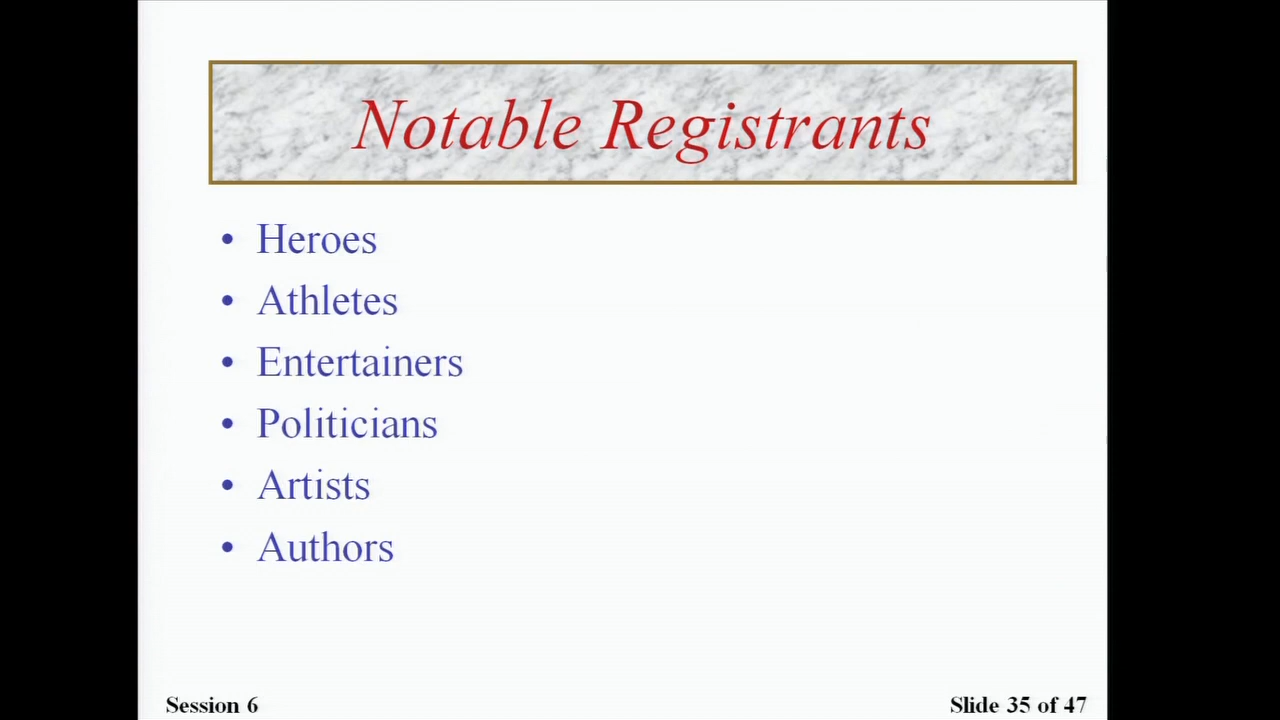 Notable Registrants
• Heroes
• Athletes
• Entertainers
• Politicians
• Artists
• Authors
Session 6
Slide 35 of 47